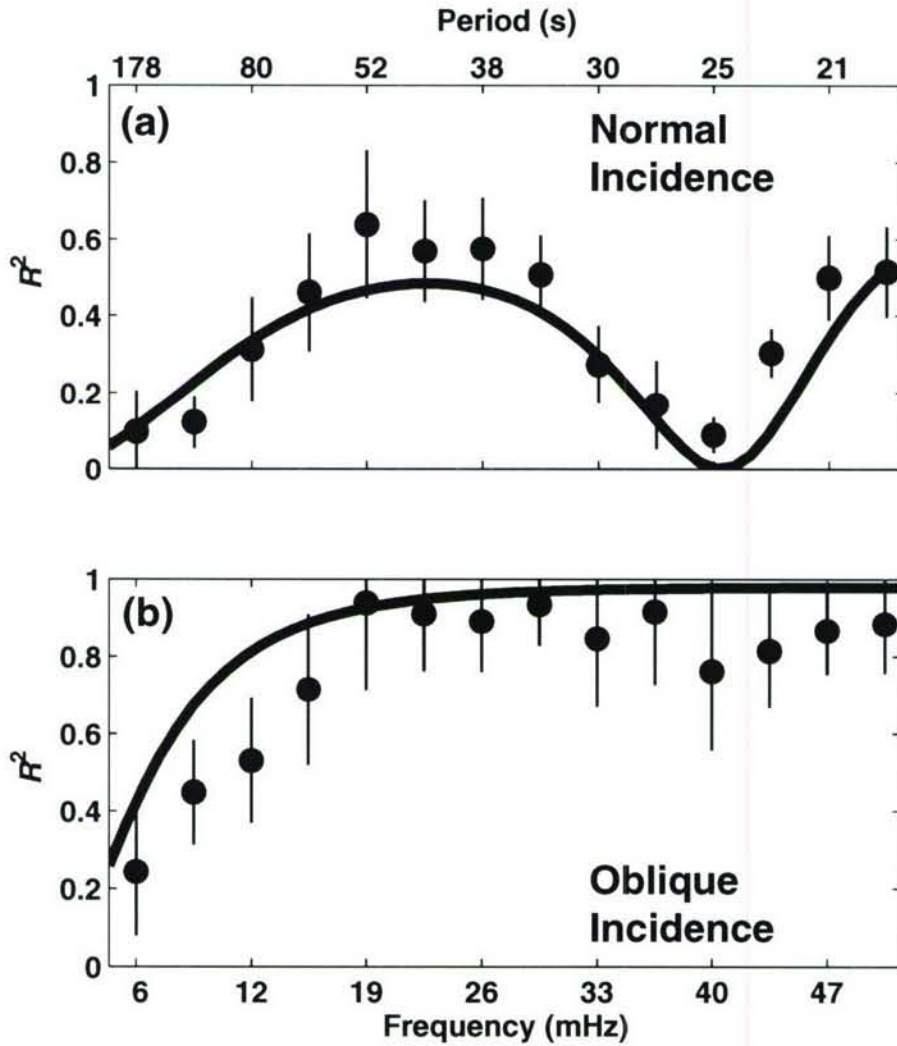 Period (s)
178 80 52 38 30 25 21
1
(a)
Normal
Incidence
0.8
0.6
R²
0.4
0.2
0
1
(b)
0.8
0.6
R²
0.4
Oblique
Incidence
0.2
0
6 12 19 26 33 40 47
Frequency (mHz)